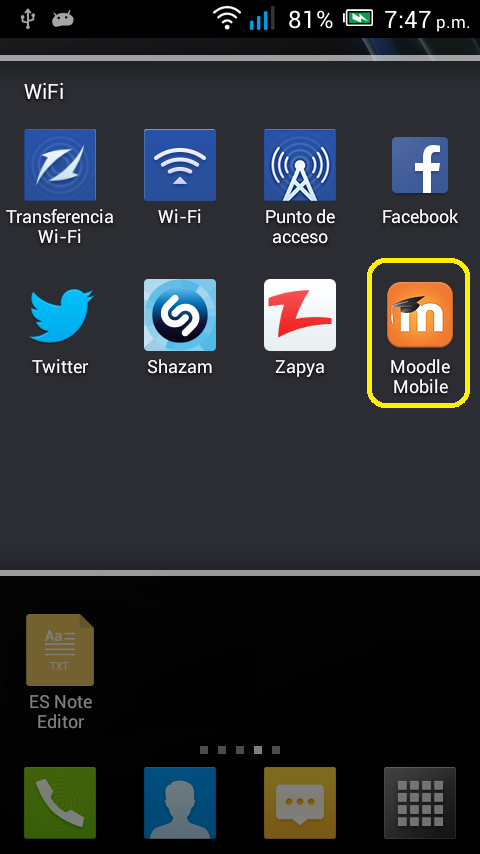 81% 7:47 p.m.
WiFi
Transferencia
Wi-Fi
Wi-Fi
Punto de
acceso
Facebook
Twitter
Shazam
Zapya
Moodle
Mobile
Aa
TXT
ES Note
Editor